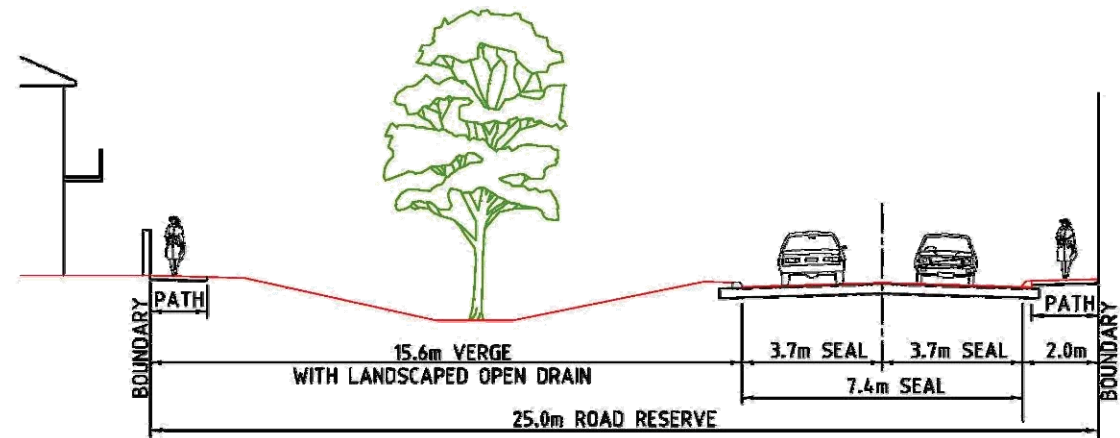 PATH
PATH
BOUNDARY
BOUNDARY
15.6m VERGE
3.7m SEAL
3.7m SEAL
2.0m
WITH LANDSCAPED OPEN DRAIN
7.4m SEAL
25.0m ROAD RESERVE